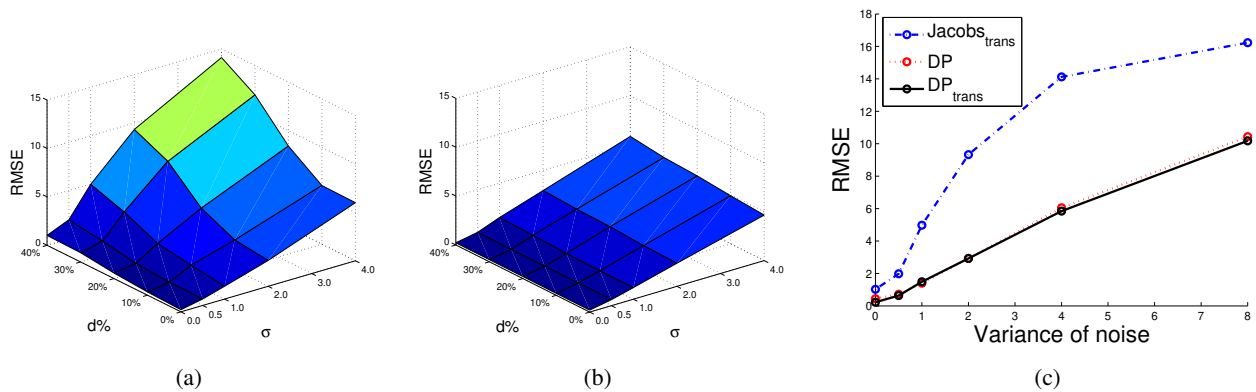 15
10
5
0
RMSE
40%
30%
20%
10%
0%
d%
0.0
0.5
1.0
2.0
3.0
4.0
σ
(a)
15
10
5
0
RMSE
40%
30%
20%
10%
0%
d%
0.0
0.5
1.0
2.0
3.0
4.0
σ
(b)
18
16
14
12
10
8
6
4
2
0
RMSE
Jacobs_trans
DP
DP_trans
0 1 2 3 4 5 6 7 8
Variance of noise
(c)